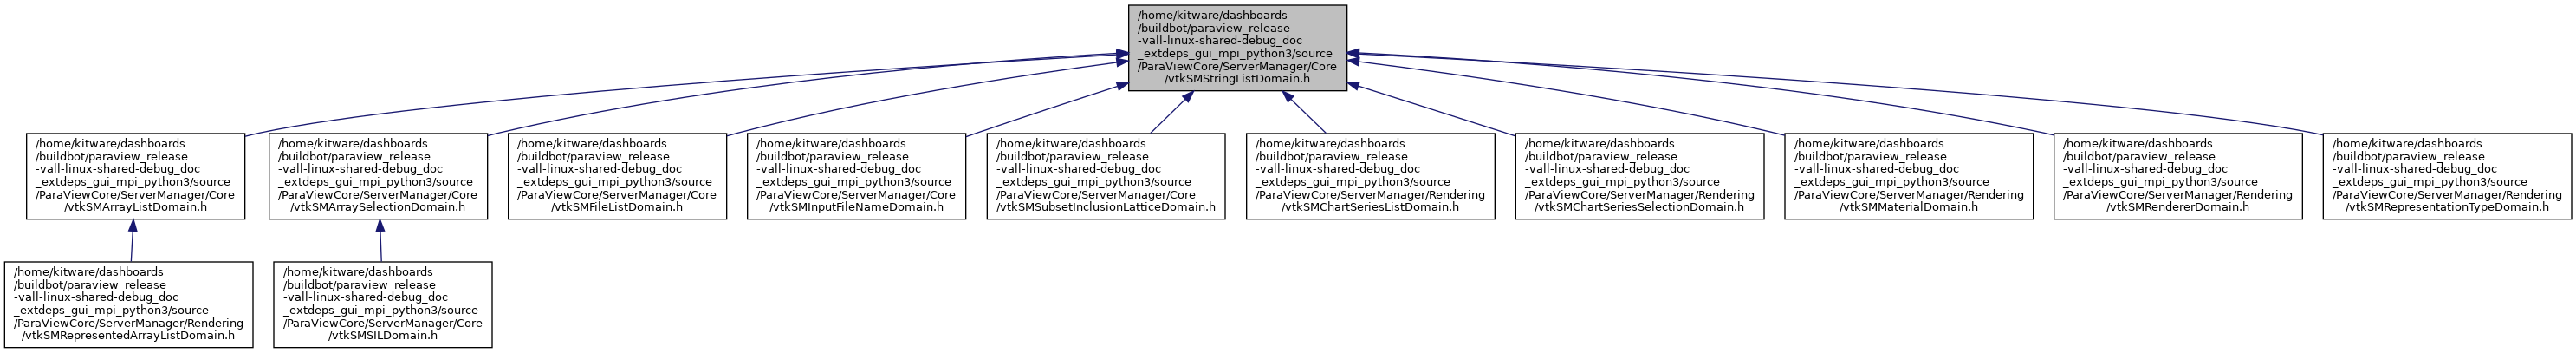 /home/kitware/dashboards
/buildbot/paraview_release
-vall-linux-shared-debug_doc
_extdeps_gui_mpi_python3/source
/ParaViewCore/ServerManager/Core
/vtkSMStringListDomain.h
/home/kitware/dashboards
/buildbot/paraview_release
-vall-linux-shared-debug_doc
_extdeps_gui_mpi_python3/source
/ParaViewCore/ServerManager/Core
/vtkSMArrayListDomain.h
/home/kitware/dashboards
/buildbot/paraview_release
-vall-linux-shared-debug_doc
_extdeps_gui_mpi_python3/source
/ParaViewCore/ServerManager/Core
/vtkSMArraySelectionDomain.h
/home/kitware/dashboards
/buildbot/paraview_release
-vall-linux-shared-debug_doc
_extdeps_gui_mpi_python3/source
/ParaViewCore/ServerManager/Core
/vtkSMFileListDomain.h
/home/kitware/dashboards
/buildbot/paraview_release
-vall-linux-shared-debug_doc
_extdeps_gui_mpi_python3/source
/ParaViewCore/ServerManager/Core
/vtkSMInputFileNameDomain.h
/home/kitware/dashboards
/buildbot/paraview_release
-vall-linux-shared-debug_doc
_extdeps_gui_mpi_python3/source
/ParaViewCore/ServerManager/Core
/vtkSMSubsetInclusionLatticeDomain.h
/home/kitware/dashboards
/buildbot/paraview_release
-vall-linux-shared-debug_doc
_extdeps_gui_mpi_python3/source
/ParaViewCore/ServerManager/Rendering
/vtkSMChartSeriesListDomain.h
/home/kitware/dashboards
/buildbot/paraview_release
-vall-linux-shared-debug_doc
_extdeps_gui_mpi_python3/source
/ParaViewCore/ServerManager/Rendering
/vtkSMChartSeriesSelectionDomain.h
/home/kitware/dashboards
/buildbot/paraview_release
-vall-linux-shared-debug_doc
_extdeps_gui_mpi_python3/source
/ParaViewCore/ServerManager/Rendering
/vtkSMMaterialDomain.h
/home/kitware/dashboards
/buildbot/paraview_release
-vall-linux-shared-debug_doc
_extdeps_gui_mpi_python3/source
/ParaViewCore/ServerManager/Rendering
/vtkSMRendererDomain.h
/home/kitware/dashboards
/buildbot/paraview_release
-vall-linux-shared-debug_doc
_extdeps_gui_mpi_python3/source
/ParaViewCore/ServerManager/Rendering
/vtkSMRepresentationTypeDomain.h
/home/kitware/dashboards
/buildbot/paraview_release
-vall-linux-shared-debug_doc
_extdeps_gui_mpi_python3/source
/ParaViewCore/ServerManager/Rendering
/vtkSMRepresentedArrayListDomain.h
/home/kitware/dashboards
/buildbot/paraview_release
-vall-linux-shared-debug_doc
_extdeps_gui_mpi_python3/source
/ParaViewCore/ServerManager/Core
/vtkSMSILDomain.h